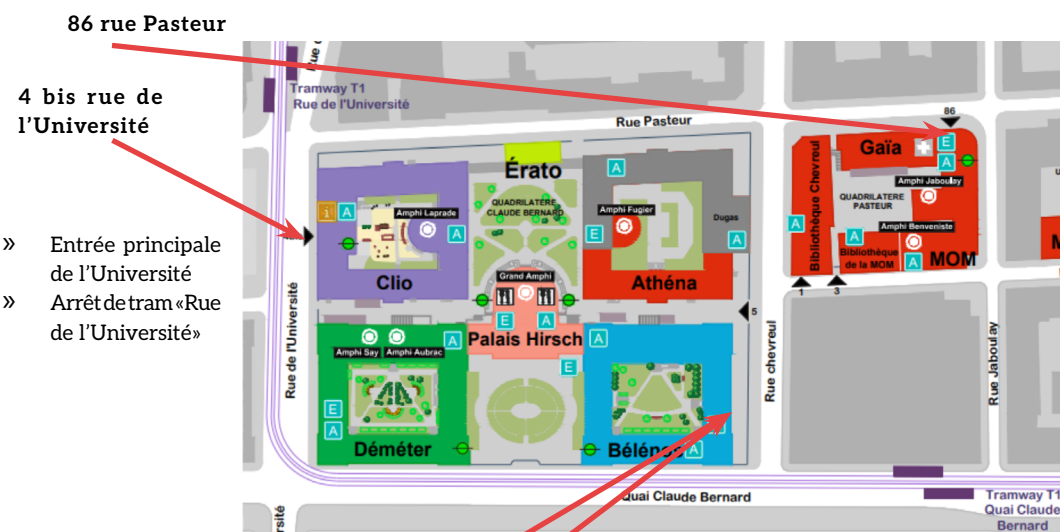 86 rue Pasteur
4 bis rue de
l'Université
» Entrée principale
de l'Université
» Arrêt de tram «Rue
de l'Université»
Tramway T1
Rue de l'Université
Rue Pasteur
86
Gaïa
E
A
Amphi Jaboulay
QUADRILATERE
PASTEUR
Amphi Benveniste
Bibliothèque Chevreul
A
A
Bibliothèque
de la MOM
A
MOM
1
3
Érato
QUADRILATERE
CLAUDE BERNARD
i
A
Amphi Laprade
A
Clio
A
Amphi Fugier
E
Dugas
A
Athéna
Grand Amphi
E
A
Palais Hirsch
A
E
5
Rue de l'Université
Rue chevreul
Rue Jaboulay
Amphi Say
Amphi Aubrac
A
E
A
Déméter
A
Quai Claude Bernard
Tramway T1
Quai Claude
Bernard